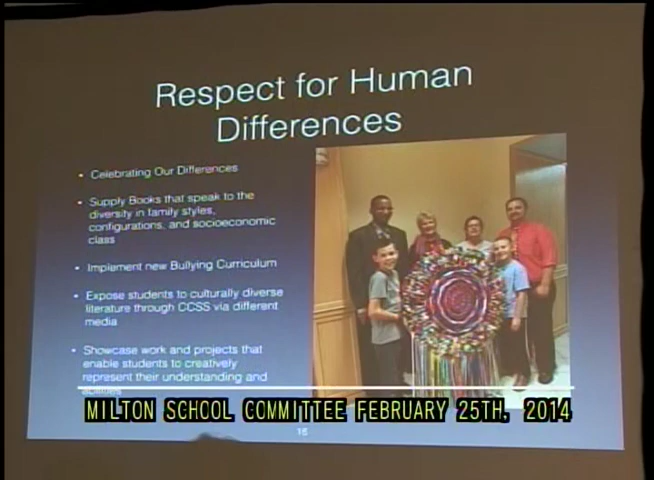 Respect for Human
Differences
• Celebrating Our Differences
• Supply Books that speak to the
diversity in family styles,
configurations, and socioeconomic
class
• Implement new Bullying Curriculum
• Expose students to culturally diverse
literature through CCSS via different
media
• Showcase work and projects that
enable students to creatively
represent their understanding and
abilities
MILTON SCHOOL COMMITTEE FEBRUARY 25TH, 2014
16